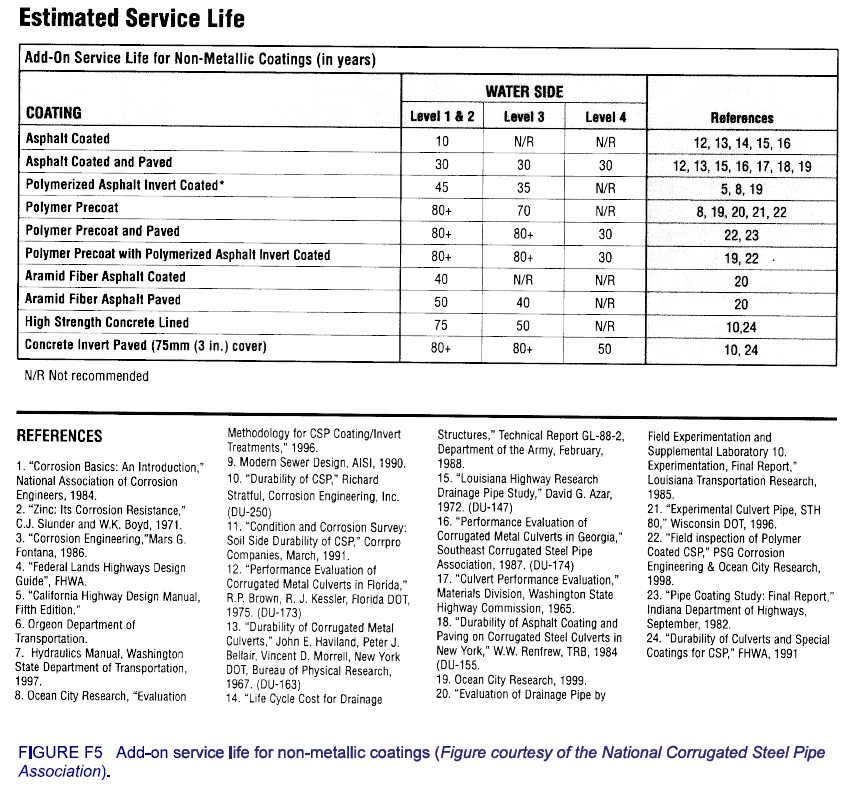 Estimated Service Life
Add-On Service Life for Non-Metallic Coatings (in years)
WATER SIDE
COATING Level 1 & 2 Level 3 Level 4 References
Asphalt Coated 10 N/R N/R 12, 13, 14, 15, 16
Asphalt Coated and Paved 30 30 30 12, 13, 15, 16, 17, 18, 19
Polymerized Asphalt Invert Coated* 45 35 N/R 5, 8, 19
Polymer Precoat 80+ 70 N/R 8, 19, 20, 21, 22
Polymer Precoat and Paved 80+ 80+ 30 22, 23
Polymer Precoat with Polymerized Asphalt Invert Coated 80+ 80+ 30 19, 22
Aramid Fiber Asphalt Coated 40 N/R N/R 20
Aramid Fiber Asphalt Paved 50 40 N/R 20
High Strength Concrete Lined 75 50 N/R 10,24
Concrete Invert Paved (75mm (3 in.) cover) 80+ 80+ 50 10, 24
N/R Not recommended
REFERENCES
1. "Corrosion Basics: An Introduction,"
National Association of Corrosion
Engineers, 1984.
2. "Zinc: Its Corrosion Resistance,"
C.J. Slunder and W.K. Boyd, 1971.
3. "Corrosion Engineering,"Mars G.
Fontana, 1986.
4. "Federal Lands Highways Design
Guide", FHWA.
5. "California Highway Design Manual,
Fifth Edition."
6. Orgeon Department of
Transportation.
7. Hydraulics Manual, Washington
State Department of Transportation,
1997.
8. Ocean City Research, "Evaluation
Methodology for CSP Coating/Invert
Treatments," 1996.
9. Modern Sewer Design, AISI, 1990.
10. "Durability of CSP," Richard
Stratful, Corrosion Engineering, Inc.
(DU-250)
11. "Condition and Corrosion Survey:
Soil Side Durability of CSP," Corrpro
Companies, March, 1991.
12. "Performance Evaluation of
Corrugated Metal Culverts in Florida,"
R.P. Brown, R. J. Kessler, Florida DOT,
1975. (DU-173)
13. "Durability of Corrugated Metal
Culverts," John E. Haviland, Peter J.
Bellair, Vincent D. Morrell, New York
DOT, Bureau of Physical Research,
1967. (DU-163)
14. "Life Cycle Cost for Drainage
Structures," Technical Report GL-88-2,
Department of the Army, February,
1988.
15. "Louisiana Highway Research
Drainage Pipe Study," David G. Azar,
1972. (DU-147)
16. "Performance Evaluation of
Corrugated Metal Culverts in Georgia,"
Southeast Corrugated Steel Pipe
Association, 1987. (DU-174)
17. "Culvert Performance Evaluation,"
Materials Division, Washington State
Highway Commission, 1965.
18. "Durability of Asphalt Coating and
Paving on Corrugated Steel Culverts in
New York," W.W. Renfrew, TRB, 1984
(DU-155.
19. Ocean City Research, 1999.
20. "Evaluation of Drainage Pipe by
Field Experimentation and
Supplemental Laboratory 10.
Experimentation, Final Report,"
Louisiana Transportation Research,
1985.
21. "Experimental Culvert Pipe, STH
80," Wisconsin DOT, 1996.
22. "Field inspection of Polymer
Coated CSP," PSG Corrosion
Engineering & Ocean City Research,
1998.
23. "Pipe Coating Study: Final Report,"
Indiana Department of Highways,
September, 1982.
24. "Durability of Culverts and Special
Coatings for CSP," FHWA, 1991
FIGURE F5 Add-on service life for non-metallic coatings (Figure courtesy of the National Corrugated Steel Pipe
Association).